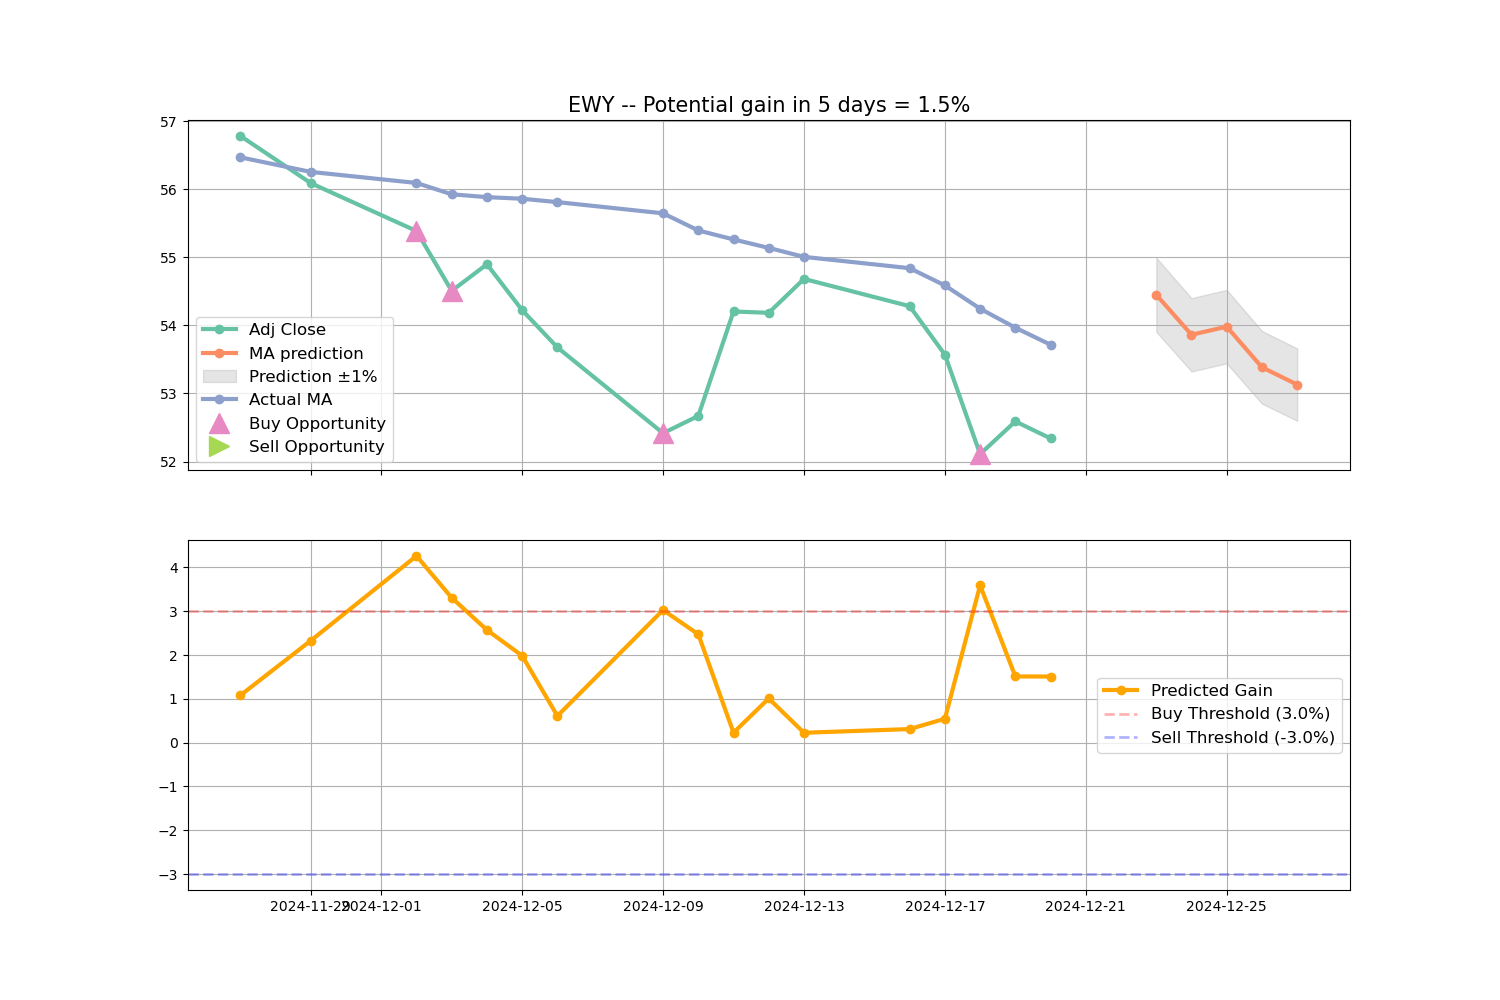 EWY -- Potential gain in 5 days = 1.5%
57
56
55
54
53
52
Adj Close
MA prediction
Prediction ±1%
Actual MA
Buy Opportunity
Sell Opportunity
4
3
2
1
0
−1
−2
−3
Predicted Gain
Buy Threshold (3.0%)
Sell Threshold (-3.0%)
2024-11-29 2024-12-01 2024-12-05 2024-12-09 2024-12-13 2024-12-17 2024-12-21 2024-12-25